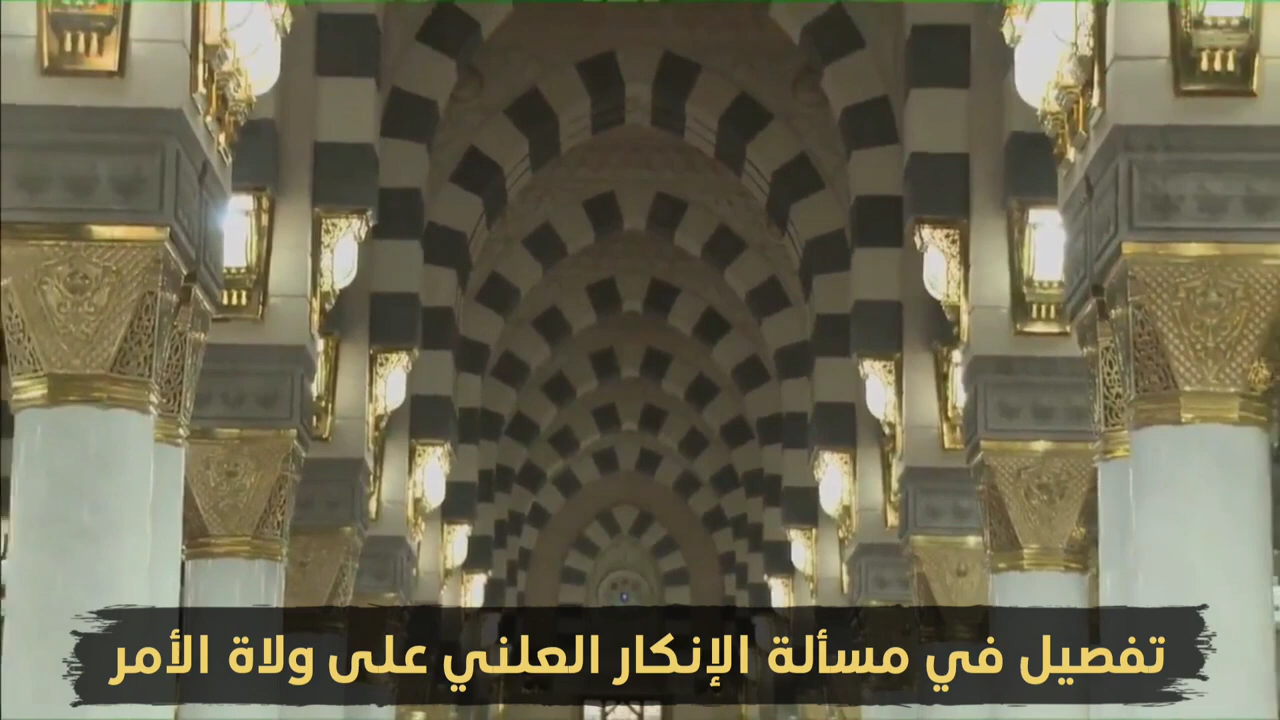 تفصيل في مسألة الإنكار العلني على ولاة الأمر